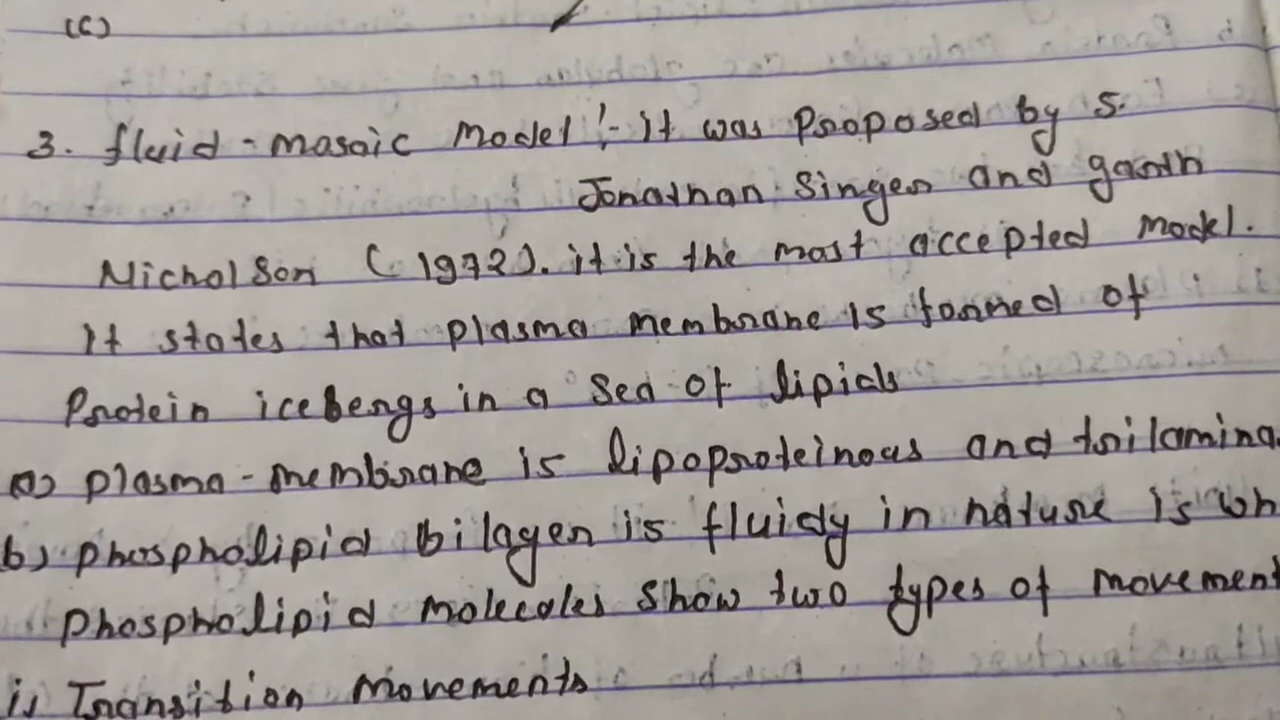 (C)
3. fluid - mosaic Model :- It was Proposed by S.
Jonathan Singer and garth
Nicholson (1972). it is the most accepted model.
It states that plasma membrane is formed of
Protein icebergs in a sea of lipids
(a) plasma - membrane is lipoproteinous and trilamina
b) phospholipid bilayer is fluidy in nature is wh
Phospholipid molecules show two types of movement
i) Transition movements